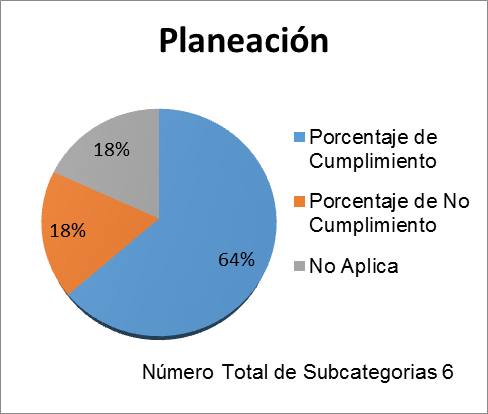 Planeación
Porcentaje de
Cumplimiento
Porcentaje de No
Cumplimiento
No Aplica
18%
18%
64%
Número Total de Subcategorias 6